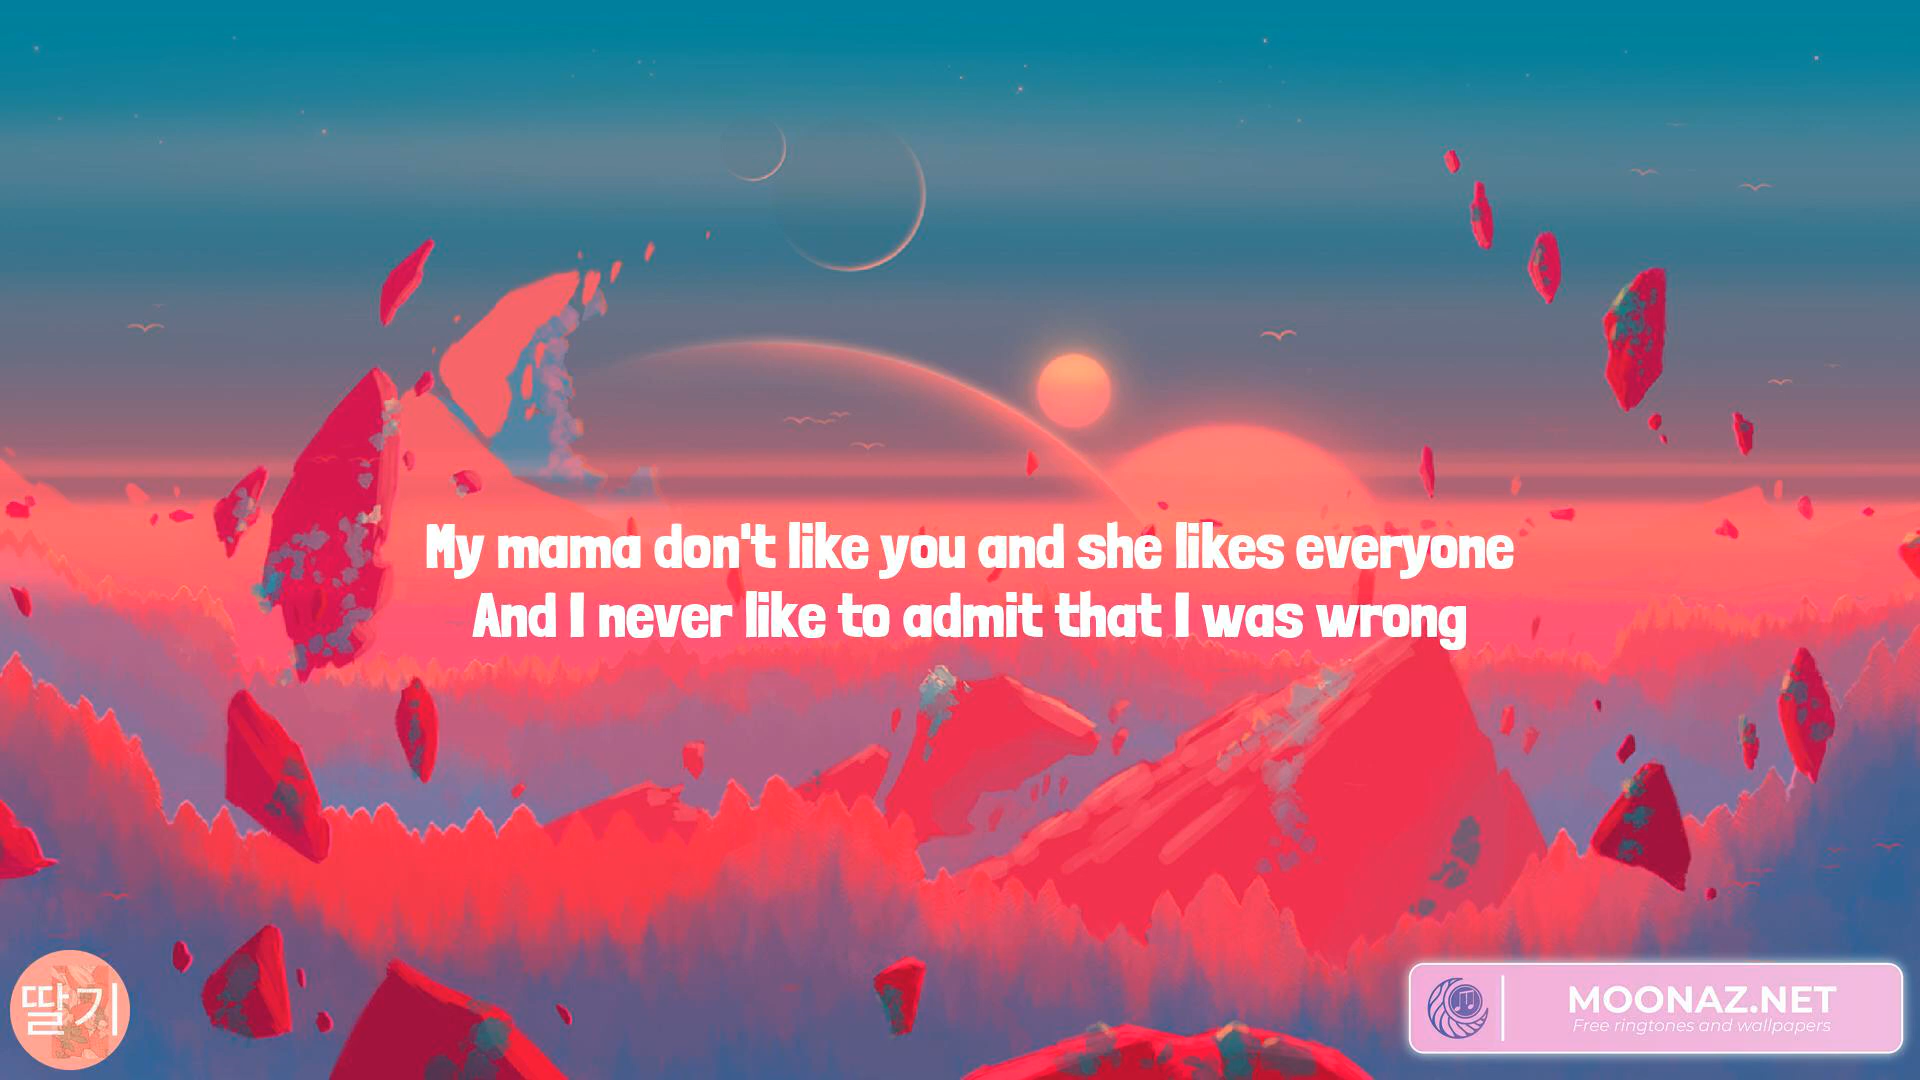 My mama don't like you and she likes everyone
And I never like to admit that I was wrong
딸기
MOONAZ.NET
Free ringtones and wallpapers